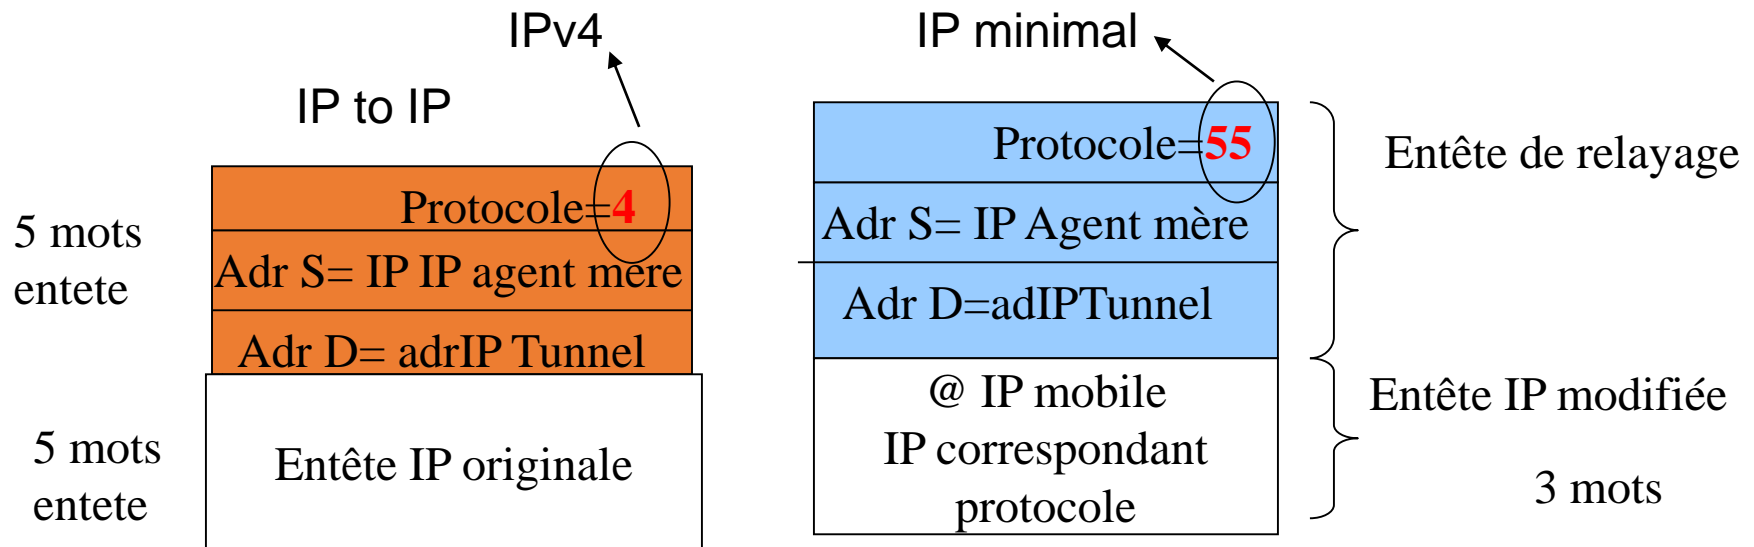 IPv4
IP to IP
5 mots
entete
Protocole=4
Adr S= IP IP agent mère
Adr D= adrIP Tunnel
5 mots
entete
Entête IP originale
IP minimal
Protocole=55
Adr S= IP Agent mère
Adr D=adIPTunnel
Entête de relayage
@ IP mobile
IP correspondant
protocole
Entête IP modifiée
3 mots